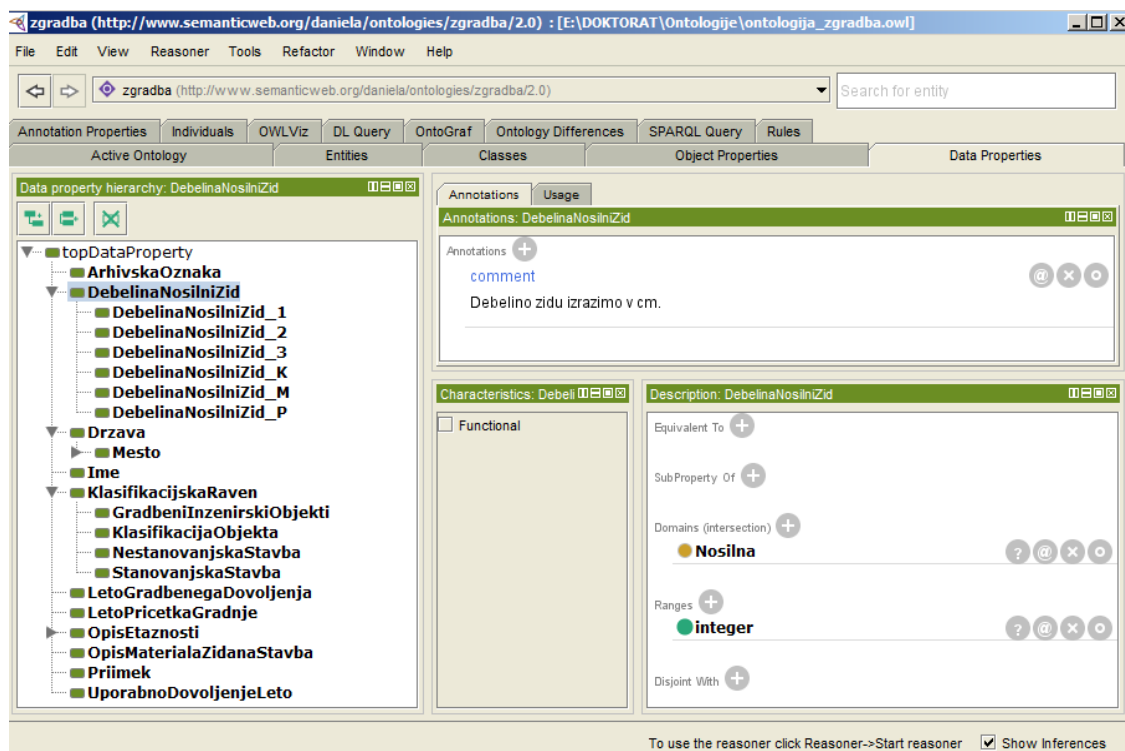 zgradba (http://www.semanticweb.org/daniela/ontologies/zgradba/2.0) : [E:\DOKTORAT\Ontologije\ontologija_zgradba.owl]
File Edit View Reasoner Tools Refactor Window Help
zgradba (http://www.semanticweb.org/daniela/ontologies/zgradba/2.0)
Search for entity
Annotation Properties Individuals OWLViz DL Query OntoGraf Ontology Differences SPARQL Query Rules
Active Ontology Entities Classes Object Properties Data Properties
Data property hierarchy: DebelinaNosilniZid
topDataProperty
ArhivskaOznaka
DebelinaNosilniZid
DebelinaNosilniZid_1
DebelinaNosilniZid_2
DebelinaNosilniZid_3
DebelinaNosilniZid_K
DebelinaNosilniZid_M
DebelinaNosilniZid_P
Drzava
Mesto
Ime
KlasifikacijskaRaven
GradbeniInzenirskiObjekti
KlasifikacijaObjekta
NestanovanjskaStavba
StanovanjskaStavba
LetoGradbenegaDovoljenja
LetoPricetkaGradnje
OpisEtaznosti
OpisMaterialaZidanaStavba
Priimek
UporabnoDovoljenjeLeto
Annotations Usage
Annotations: DebelinaNosilniZid
Annotations
comment
Debelino zidu izrazimo v cm.
Characteristics: Debeli
Functional
Description: DebelinaNosilniZid
Equivalent To
SubProperty Of
Domains (intersection)
Nosilna
Ranges
integer
Disjoint With
To use the reasoner click Reasoner->Start reasoner Show Inferences